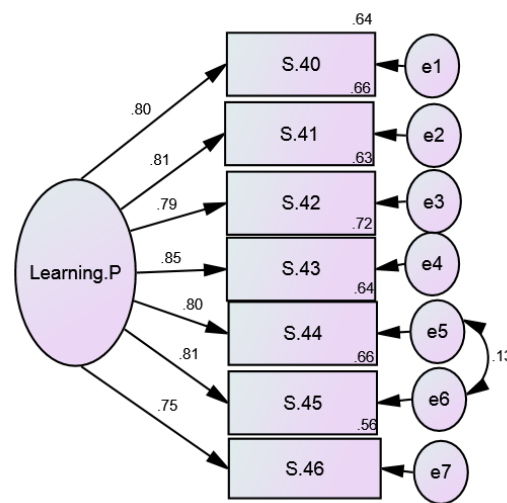 .64
S.40
e1
.80
.66
S.41
e2
.81
.63
S.42
e3
.79
.72
S.43
e4
Learning.P
.85
.64
S.44
e5
.80
.13
.66
S.45
e6
.81
.56
S.46
e7
.75